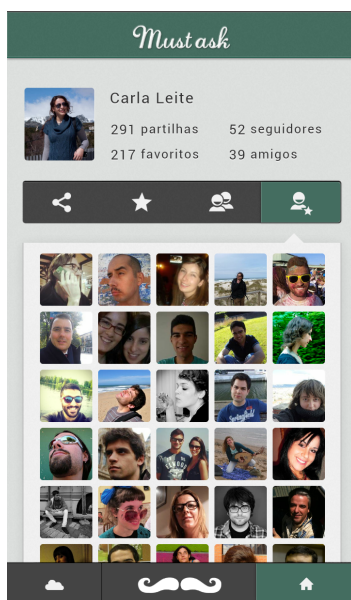 Must ask
Carla Leite
291 partilhas 52 seguidores
217 favoritos 39 amigos